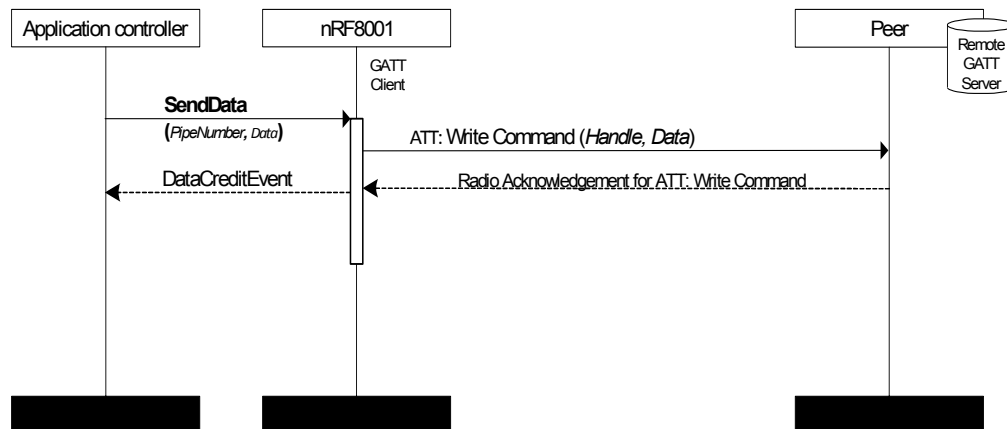 Application controller
nRF8001
Peer
Remote
GATT
Server
GATT
Client
SendData
(PipeNumber, Data)
ATT: Write Command (Handle, Data)
DataCreditEvent
Radio Acknowledgement for ATT: Write Command